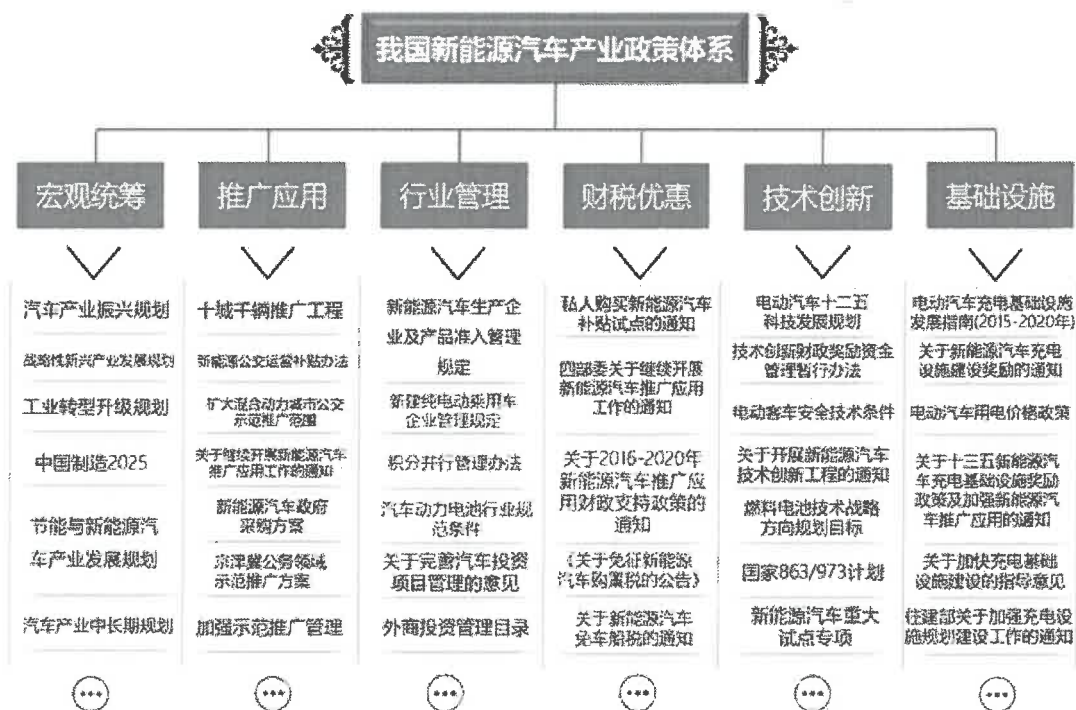 我国新能源汽车产业政策体系
宏观统筹
汽车产业振兴规划
战略性新兴产业发展规划
工业转型升级规划
中国制造2025
节能与新能源汽
车产业发展规划
汽车产业中长期规划
推广应用
十城千辆推广工程
新能源公交运营补贴办法
扩大混合动力城市公交
示范推广范围
关于继续开展新能源汽车
推广应用工作的通知
新能源汽车政府
采购方案
京津冀公务领域
示范推广方案
加强示范推广管理
行业管理
新能源汽车生产企
业及产品准入管理
规定
新建纯电动乘用车
企业管理规定
积分并行管理办法
汽车动力电池行业规
范条件
关于完善汽车投资
项目管理的意见
外商投资管理目录
财税优惠
私人购买新能源汽车
补贴试点的通知
四部委关于继续开展
新能源汽车推广应用
工作的通知
关于2016-2020年
新能源汽车推广应
用财政支持政策的
通知
《关于免征新能源
汽车购置税的公告》
关于新能源汽车
免车船税的通知
技术创新
电动汽车十二五
科技发展规划
技术创新财政奖励资金
管理暂行办法
电动客车安全技术条件
关于开展新能源汽车
技术创新工程的通知
燃料电池技术战略
方向规划目标
国家863/973计划
新能源汽车重大
试点专项
基础设施
电动汽车充电基础设施
发展指南(2015-2020年)
关于新能源汽车充电
设施建设奖励的通知
电动汽车用电价格政策
关于十三五新能源汽
车充电基础设施奖励
政策及加强新能源汽
车推广应用的通知
关于加快充电基础
设施建设的指导意见
住建部关于加强充电设
施规划建设工作的通知